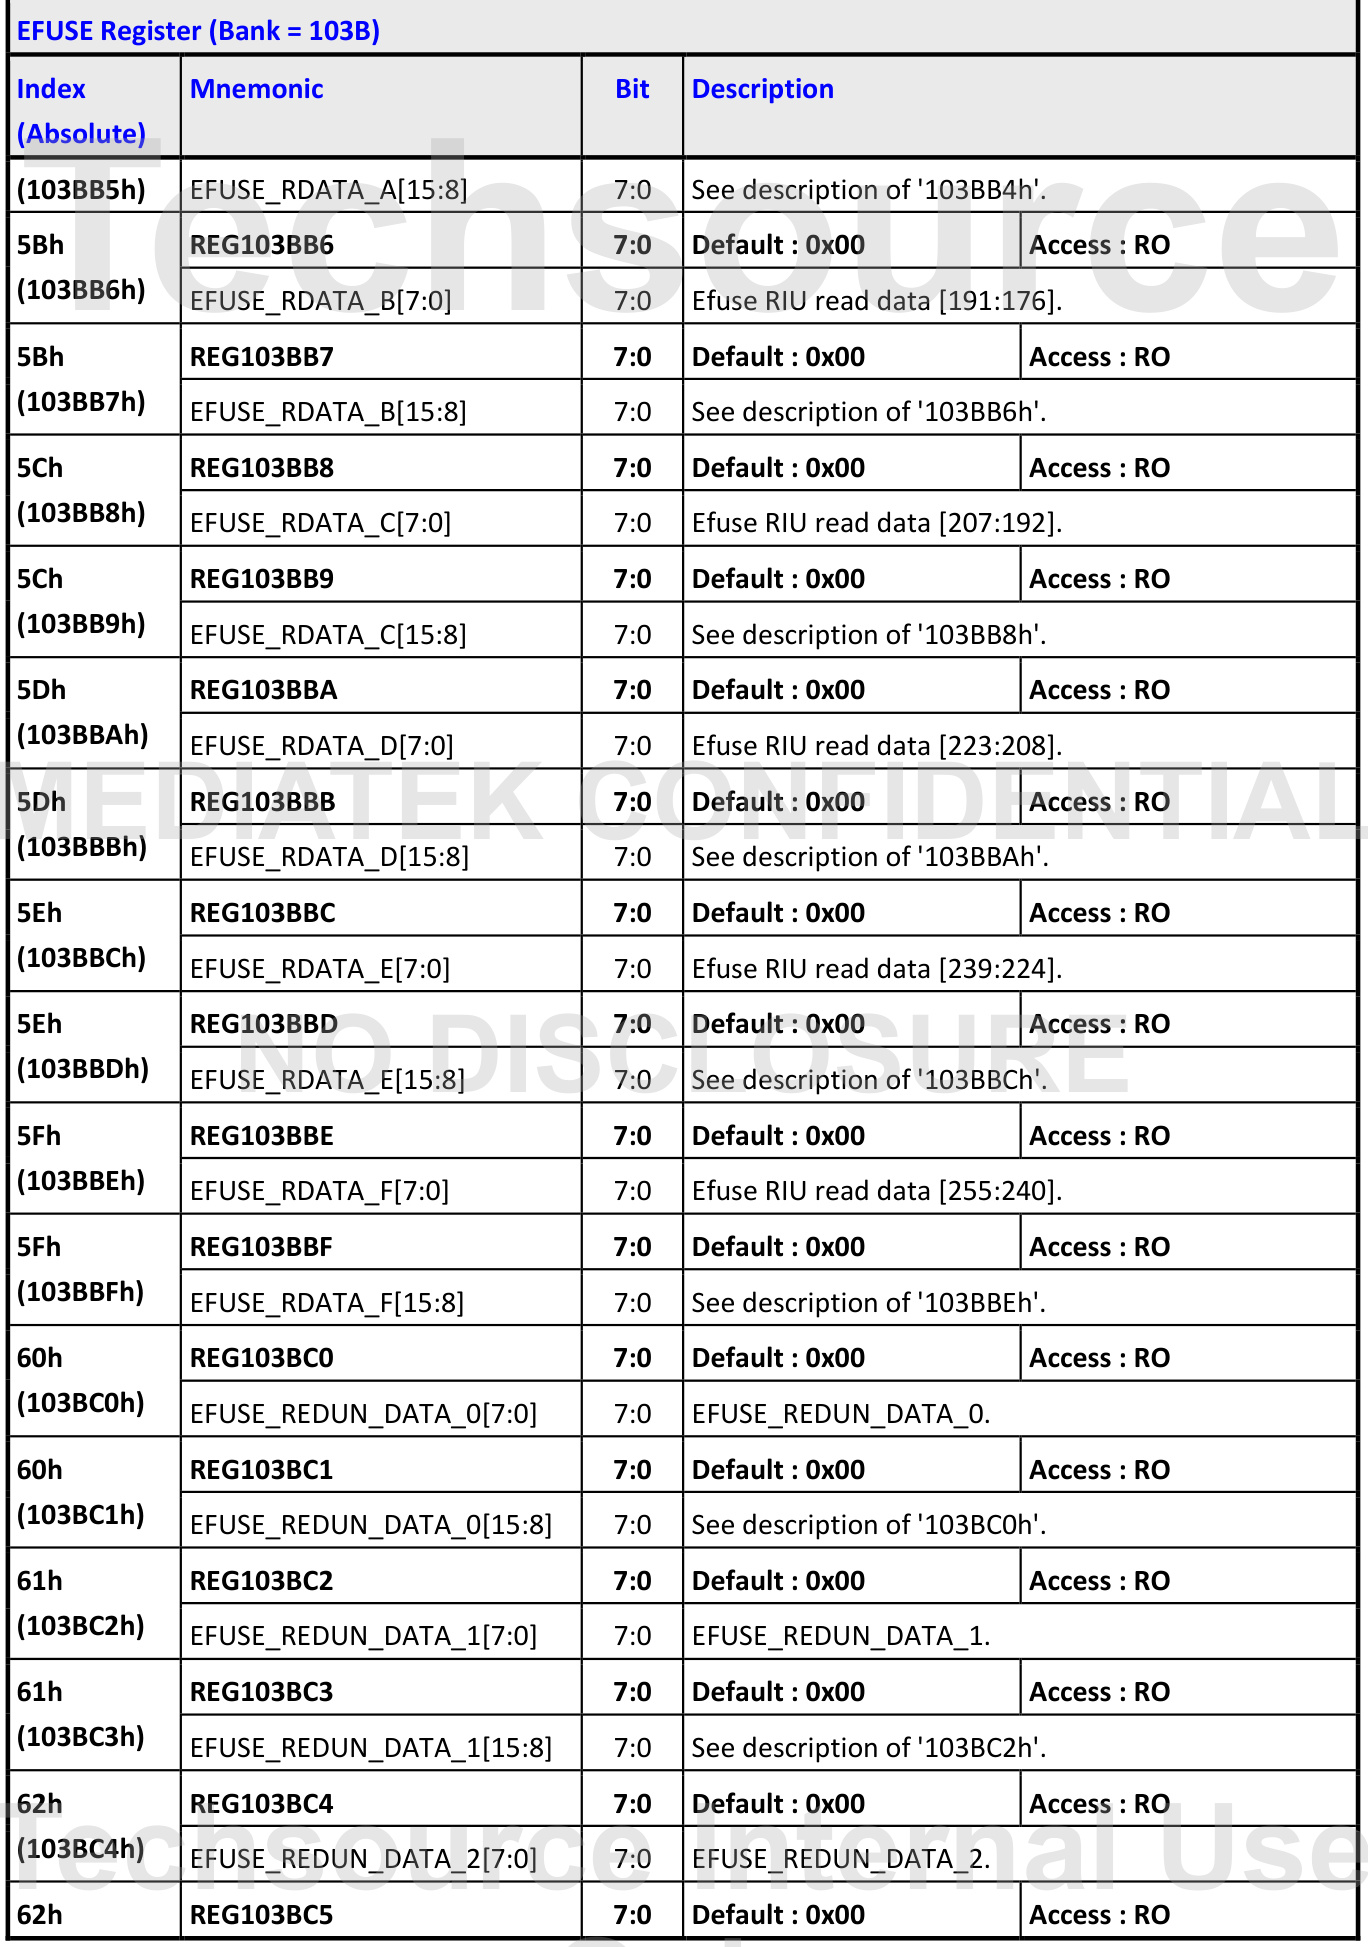 EFUSE Register (Bank = 103B)
Index (Absolute) Mnemonic Bit Description
(103BB5h) EFUSE_RDATA_A[15:8] 7:0 See description of '103BB4h'.
5Bh REG103BB6 7:0 Default : 0x00 Access : RO
(103BB6h) EFUSE_RDATA_B[7:0] 7:0 Efuse RIU read data [191:176].
5Bh REG103BB7 7:0 Default : 0x00 Access : RO
(103BB7h) EFUSE_RDATA_B[15:8] 7:0 See description of '103BB6h'.
5Ch REG103BB8 7:0 Default : 0x00 Access : RO
(103BB8h) EFUSE_RDATA_C[7:0] 7:0 Efuse RIU read data [207:192].
5Ch REG103BB9 7:0 Default : 0x00 Access : RO
(103BB9h) EFUSE_RDATA_C[15:8] 7:0 See description of '103BB8h'.
5Dh REG103BBA 7:0 Default : 0x00 Access : RO
(103BBAh) EFUSE_RDATA_D[7:0] 7:0 Efuse RIU read data [223:208].
5Dh REG103BBB 7:0 Default : 0x00 Access : RO
(103BBBh) EFUSE_RDATA_D[15:8] 7:0 See description of '103BBAh'.
5Eh REG103BBC 7:0 Default : 0x00 Access : RO
(103BBCh) EFUSE_RDATA_E[7:0] 7:0 Efuse RIU read data [239:224].
5Eh REG103BBD 7:0 Default : 0x00 Access : RO
(103BBDh) EFUSE_RDATA_E[15:8] 7:0 See description of '103BBCh'.
5Fh REG103BBE 7:0 Default : 0x00 Access : RO
(103BBEh) EFUSE_RDATA_F[7:0] 7:0 Efuse RIU read data [255:240].
5Fh REG103BBF 7:0 Default : 0x00 Access : RO
(103BBFh) EFUSE_RDATA_F[15:8] 7:0 See description of '103BBEh'.
60h REG103BC0 7:0 Default : 0x00 Access : RO
(103BC0h) EFUSE_REDUN_DATA_0[7:0] 7:0 EFUSE_REDUN_DATA_0.
60h REG103BC1 7:0 Default : 0x00 Access : RO
(103BC1h) EFUSE_REDUN_DATA_0[15:8] 7:0 See description of '103BC0h'.
61h REG103BC2 7:0 Default : 0x00 Access : RO
(103BC2h) EFUSE_REDUN_DATA_1[7:0] 7:0 EFUSE_REDUN_DATA_1.
61h REG103BC3 7:0 Default : 0x00 Access : RO
(103BC3h) EFUSE_REDUN_DATA_1[15:8] 7:0 See description of '103BC2h'.
62h REG103BC4 7:0 Default : 0x00 Access : RO
(103BC4h) EFUSE_REDUN_DATA_2[7:0] 7:0 EFUSE_REDUN_DATA_2.
62h REG103BC5 7:0 Default : 0x00 Access : RO
Techsource
MEDIATEK CONFIDENTIAL
NO DISCLOSURE
Techsource Internal Use